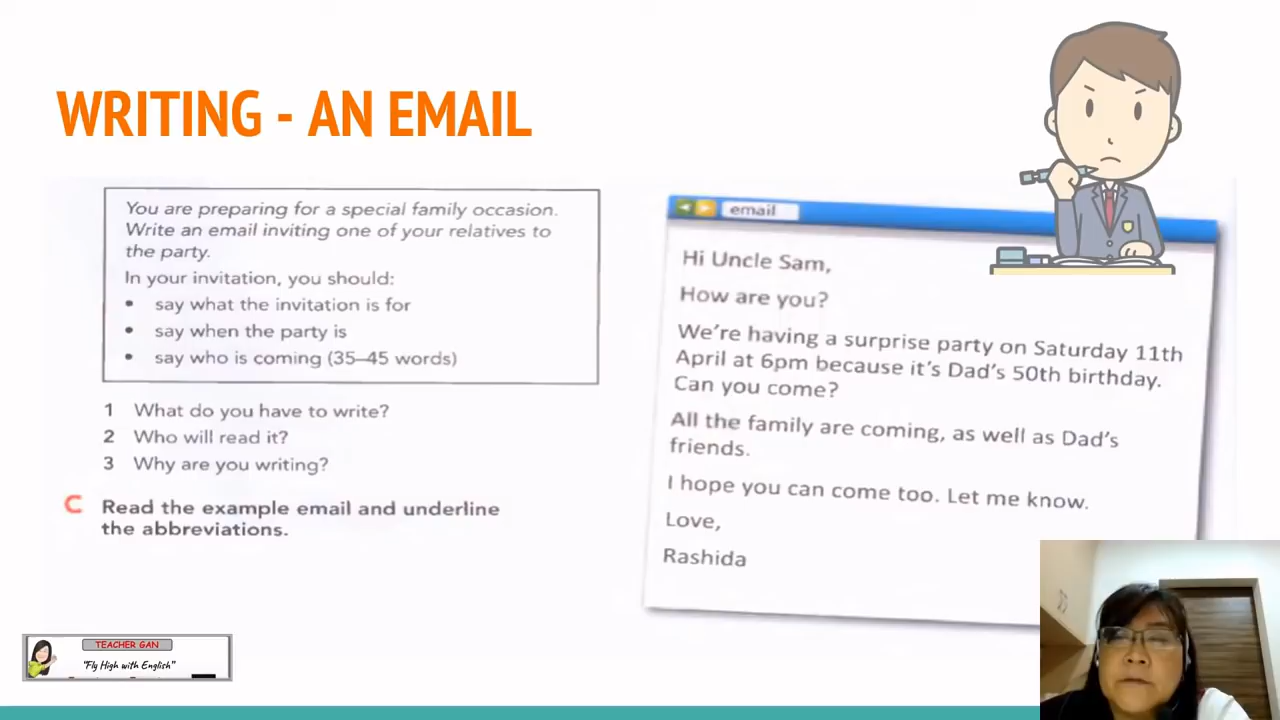 WRITING - AN EMAIL
You are preparing for a special family occasion.
Write an email inviting one of your relatives to
the party.
In your invitation, you should:
• say what the invitation is for
• say when the party is
• say who is coming (35–45 words)
1 What do you have to write?
2 Who will read it?
3 Why are you writing?
C Read the example email and underline
the abbreviations.
email
Hi Uncle Sam,
How are you?
We're having a surprise party on Saturday 11th
April at 6pm because it's Dad's 50th birthday.
Can you come?
All the family are coming, as well as Dad's
friends.
I hope you can come too. Let me know.
Love,
Rashida
TEACHER GAN
"Fly High with English"